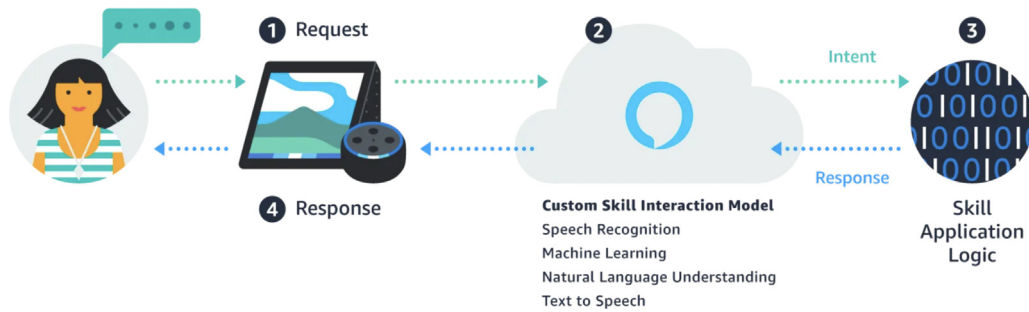 1 Request
2
3
Intent
Response
4 Response
Custom Skill Interaction Model
Speech Recognition
Machine Learning
Natural Language Understanding
Text to Speech
Skill
Application
Logic